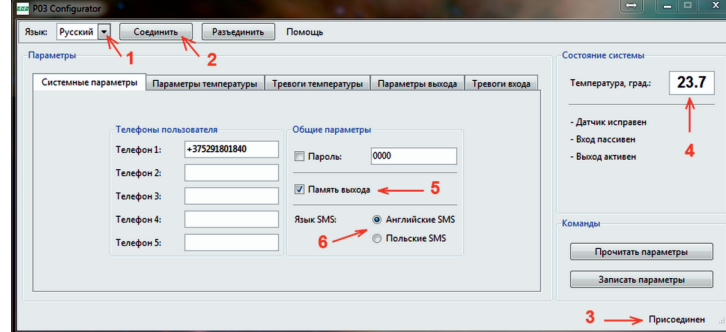 P03 Configurator
Язык: Русский Соединить Разъединить Помощь
1 2
Параметры
Системные параметры Параметры температуры Тревоги температуры Параметры выхода Тревоги входа
Телефоны пользователя
Телефон 1: +375291801840
Телефон 2:
Телефон 3:
Телефон 4:
Телефон 5:
Общие параметры
Пароль: 0000
Память выхода 5
Язык SMS: Английские SMS
6 Польские SMS
Состояние системы
Температура, град.: 23.7
- Датчик исправен
- Вход пассивен
- Выход активен
4
Команды
Прочитать параметры
Записать параметры
3 Присоединен